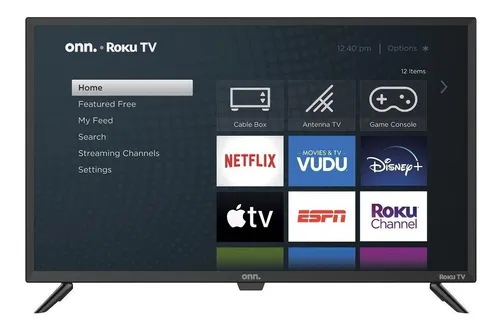 onn. • Roku TV
12:40 pm | Options ✱
12 Items
Home
Featured Free
My Feed
Search
Streaming Channels
Settings
Cable Box
Antenna TV
Game Console
NETFLIX
MOVIES & TV
VUDU
Disney+
tv
ESPN
Roku
Channel
onn.
Roku TV